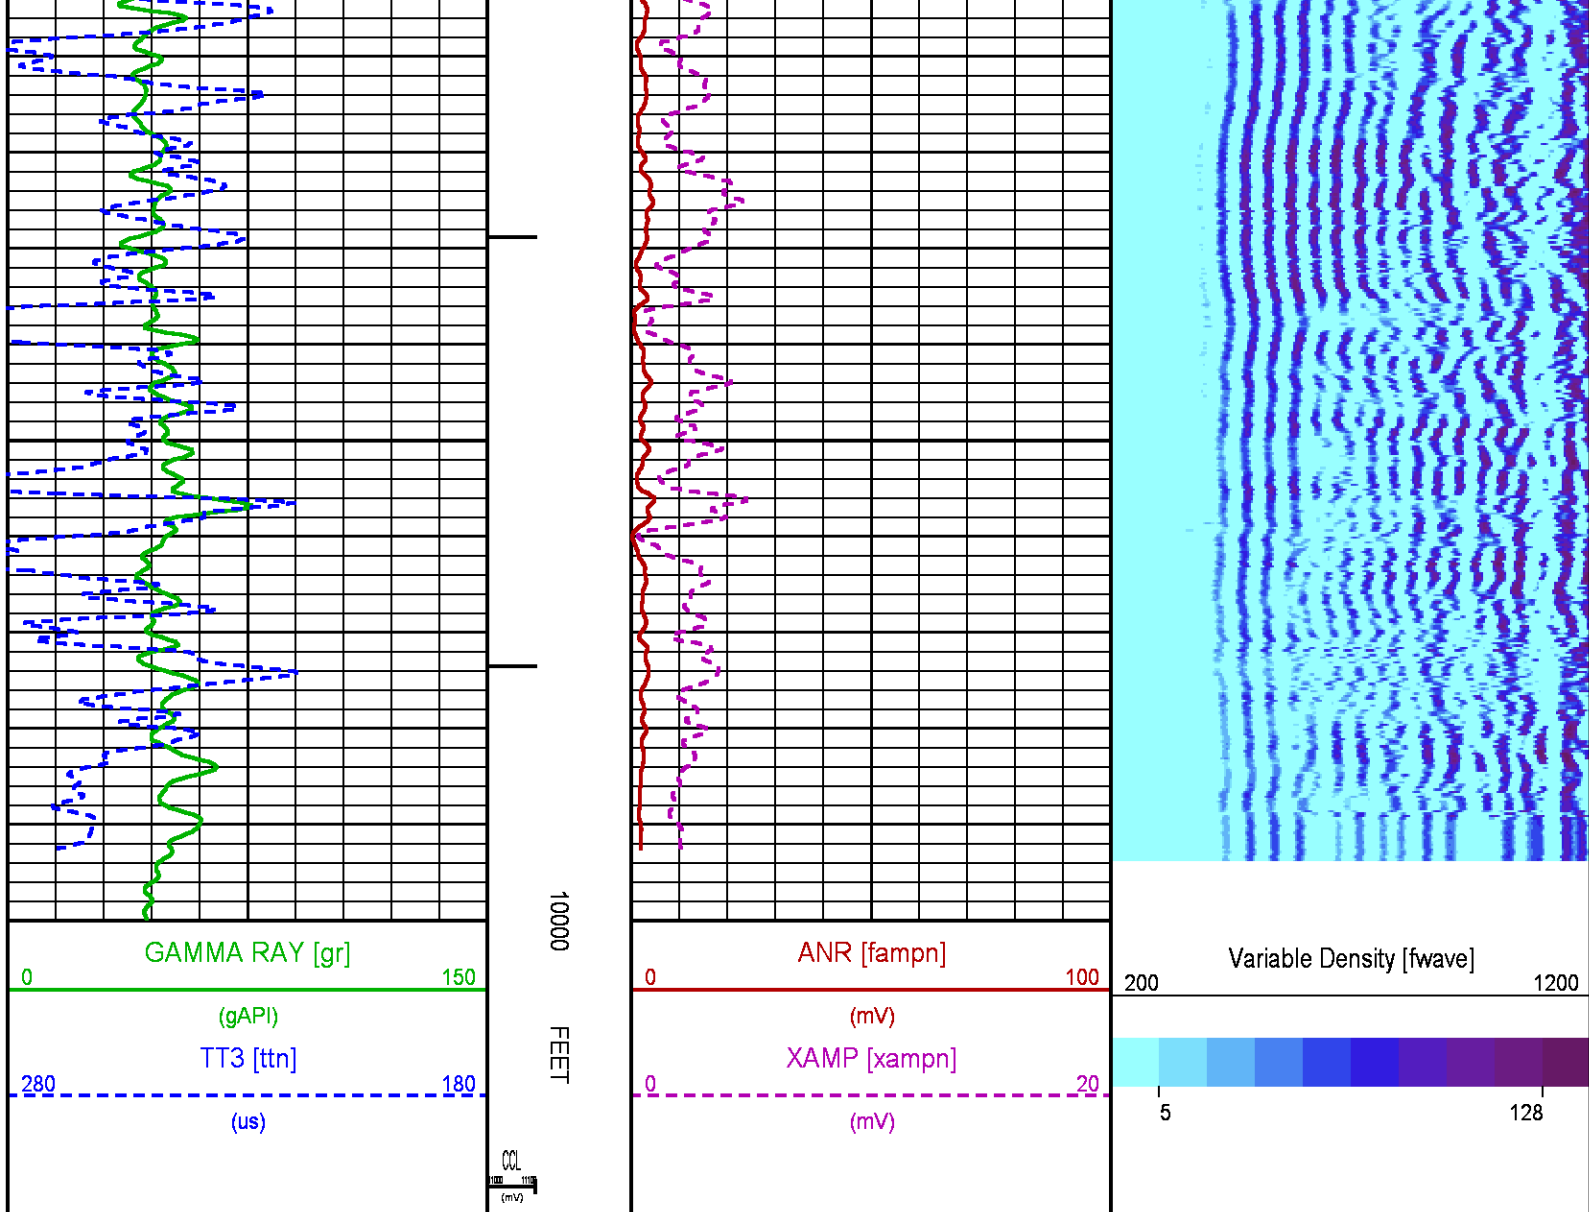 GAMMA RAY [gr]
0 150
(gAPI)
TT3 [ttn]
280 180
(us)
10000
FEET
CCL
(mV)
ANR [fampn]
0 100
(mV)
XAMP [xampn]
0 20
(mV)
Variable Density [fwave]
200 1200
5 128